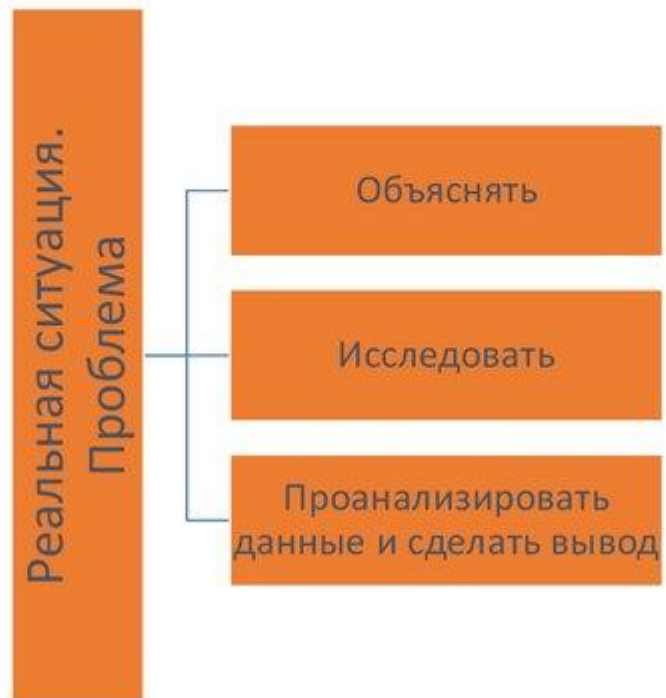 Реальная ситуация.
Проблема
Объяснять
Исследовать
Проанализировать
данные и сделать вывод